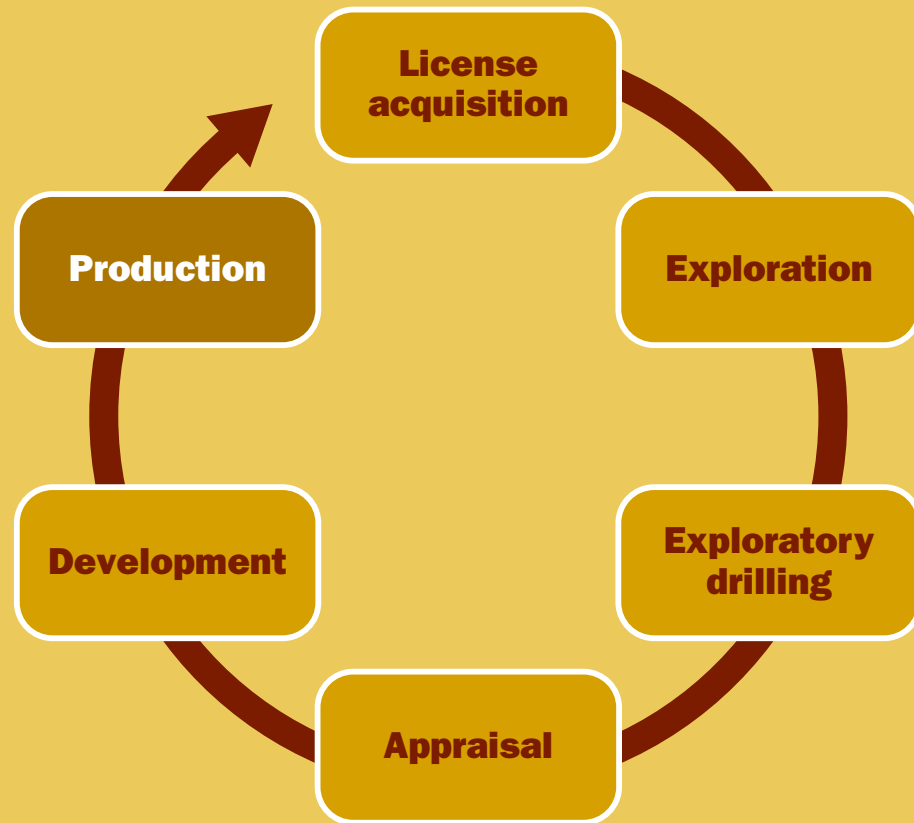 License
acquisition
Exploration
Exploratory
drilling
Appraisal
Development
Production